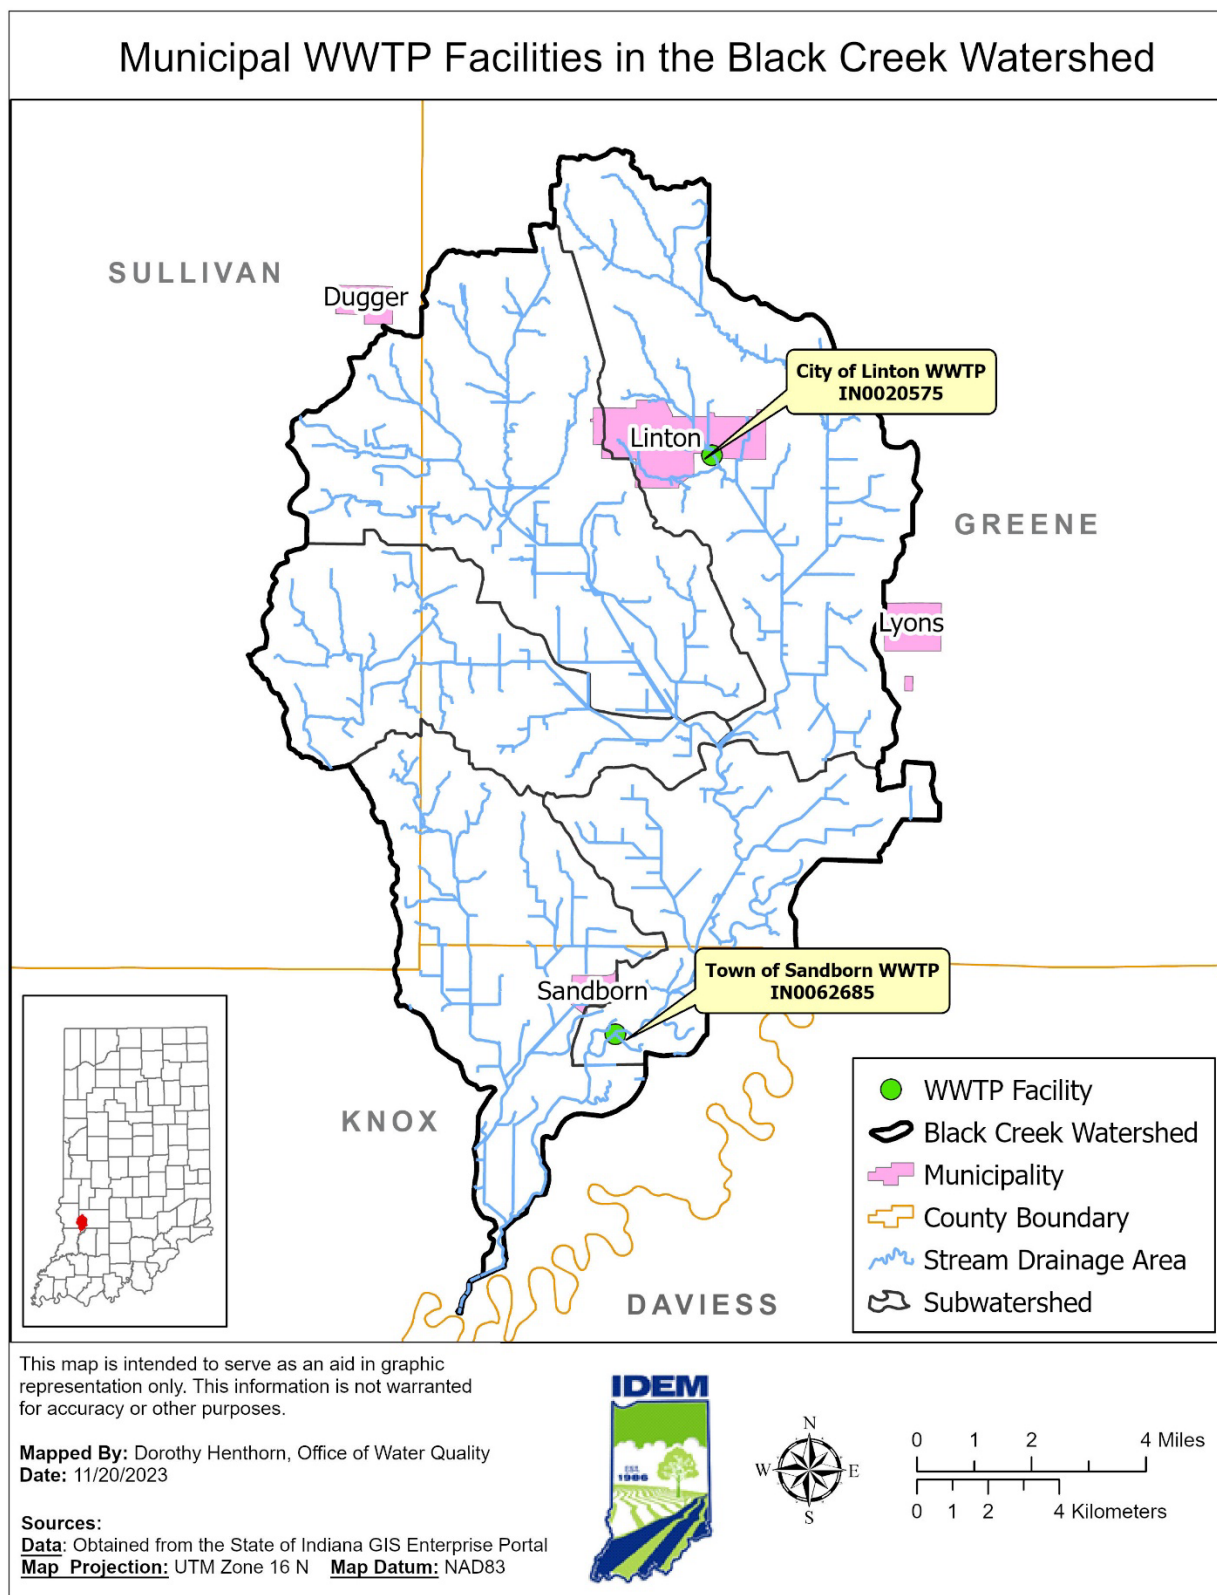 Municipal WWTP Facilities in the Black Creek Watershed
SULLIVAN
Dugger
City of Linton WWTP
IN0020575
Linton
GREENE
Lyons
Town of Sandborn WWTP
IN0062685
Sandborn
KNOX
DAVIESS
WWTP Facility
Black Creek Watershed
Municipality
County Boundary
Stream Drainage Area
Subwatershed
This map is intended to serve as an aid in graphic
representation only. This information is not warranted
for accuracy or other purposes.
Mapped By: Dorothy Henthorn, Office of Water Quality
Date: 11/20/2023
Sources:
Data: Obtained from the State of Indiana GIS Enterprise Portal
Map Projection: UTM Zone 16 N Map Datum: NAD83
IDEM
EST.
1986
N
W E
S
0 1 2 4 Miles
0 1 2 4 Kilometers